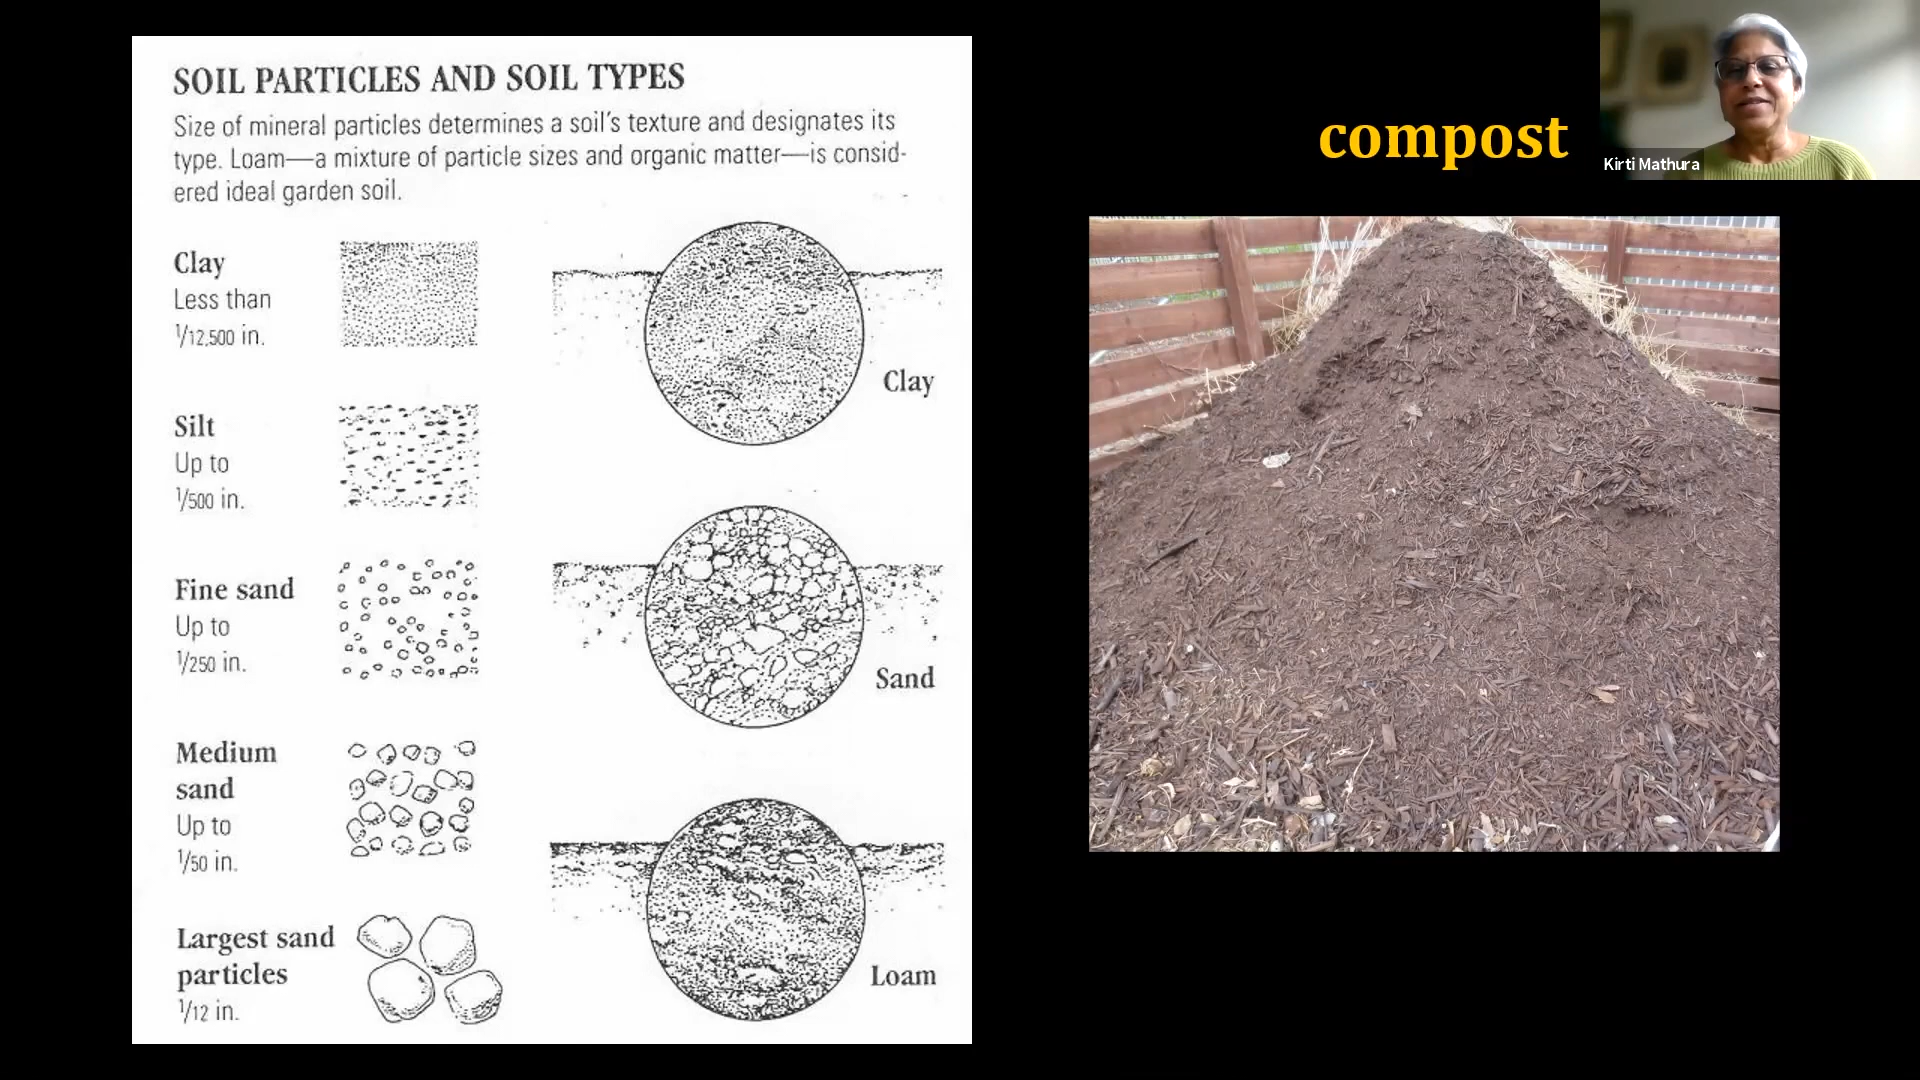 SOIL PARTICLES AND SOIL TYPES
Size of mineral particles determines a soil's texture and designates its
type. Loam—a mixture of particle sizes and organic matter—is consid-
ered ideal garden soil.
Clay
Less than
1/12,500 in.
Silt
Up to
1/500 in.
Fine sand
Up to
1/250 in.
Medium
sand
Up to
1/50 in.
Largest sand
particles
1/12 in.
Clay
Sand
Loam
compost
Kirti Mathura